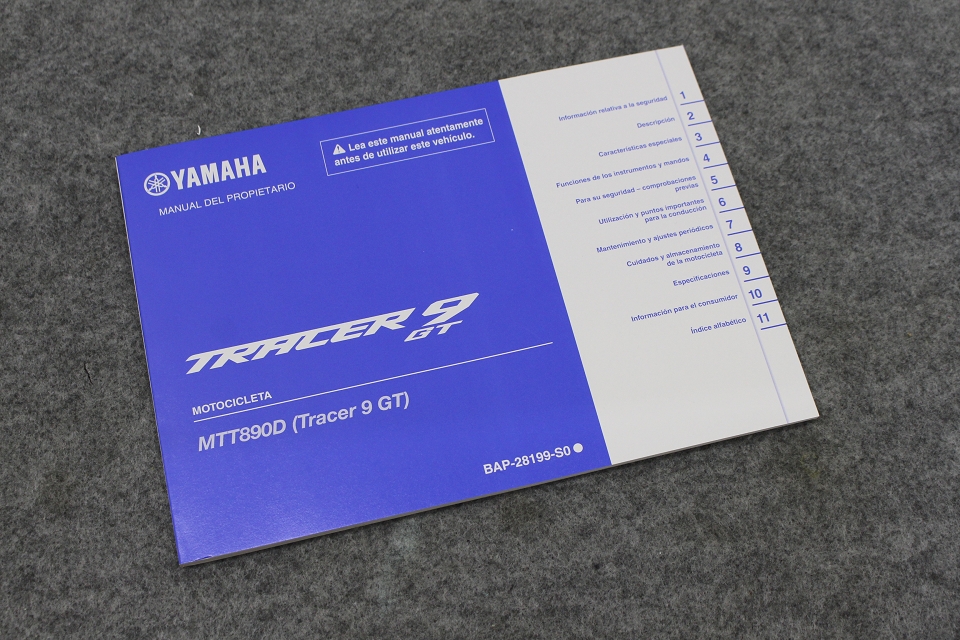 YAMAHA
MANUAL DEL PROPIETARIO
Lea este manual atentamente
antes de utilizar este vehículo.
TRACER 9
GT
MOTOCICLETA
MTT890D (Tracer 9 GT)
BAP-28199-S0
Información relativa a la seguridad 1
Descripción 2
Características especiales 3
Funciones de los instrumentos y mandos 4
Para su seguridad – comprobaciones
previas 5
Utilización y puntos importantes
para la conducción 6
Mantenimiento y ajustes periódicos 7
Cuidados y almacenamiento
de la motocicleta 8
Especificaciones 9
Información para el consumidor 10
Índice alfabético 11